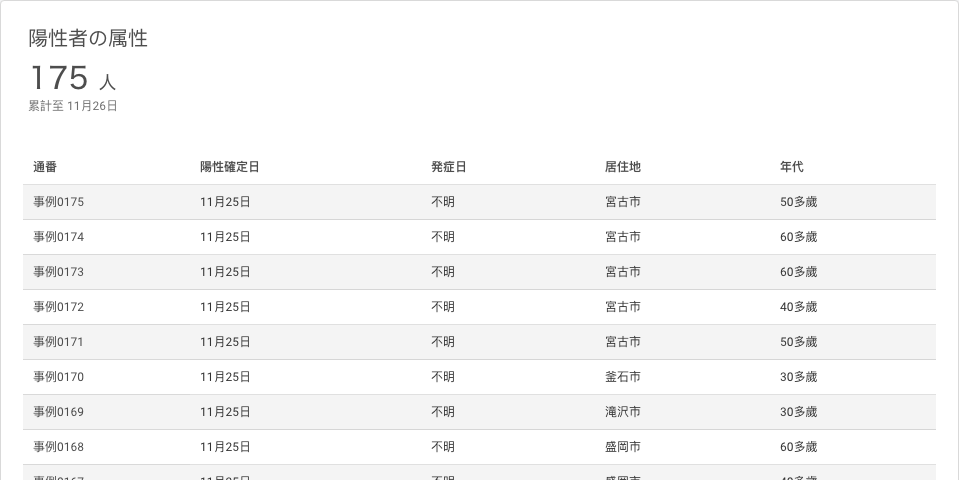 陽性者の属性
175 人
累計至 11月26日
通番 陽性確定日 発症日 居住地 年代
事例0175 11月25日 不明 宮古市 50多歳
事例0174 11月25日 不明 宮古市 60多歳
事例0173 11月25日 不明 宮古市 60多歳
事例0172 11月25日 不明 宮古市 40多歳
事例0171 11月25日 不明 宮古市 50多歳
事例0170 11月25日 不明 釜石市 30多歳
事例0169 11月25日 不明 滝沢市 30多歳
事例0168 11月25日 不明 盛岡市 60多歳